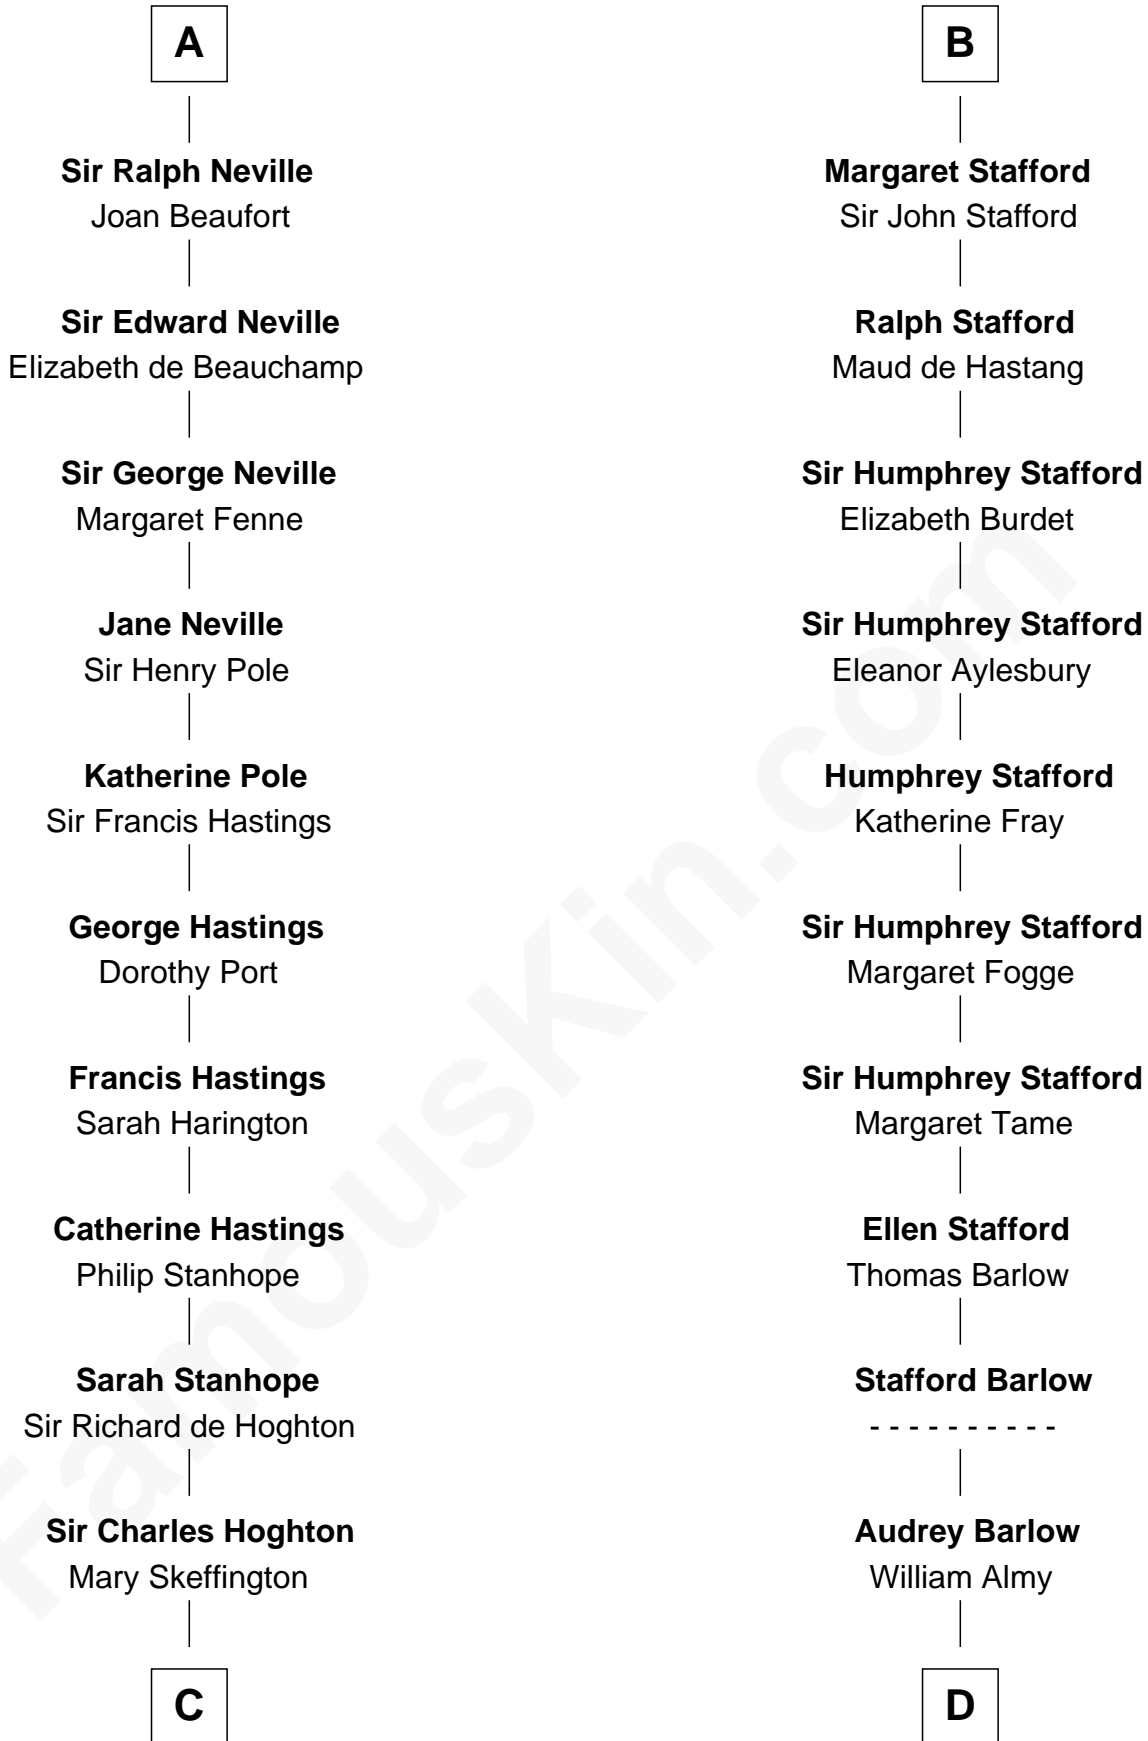 A
Sir Ralph Neville
Joan Beaufort
Sir Edward Neville
Elizabeth de Beauchamp
Sir George Neville
Margaret Fenne
Jane Neville
Sir Henry Pole
Katherine Pole
Sir Francis Hastings
George Hastings
Dorothy Port
Francis Hastings
Sarah Harington
Catherine Hastings
Philip Stanhope
Sarah Stanhope
Sir Richard de Hoghton
Sir Charles Hoghton
Mary Skeffington
C
B
Margaret Stafford
Sir John Stafford
Ralph Stafford
Maud de Hastang
Sir Humphrey Stafford
Elizabeth Burdet
Sir Humphrey Stafford
Eleanor Aylesbury
Humphrey Stafford
Katherine Fray
Sir Humphrey Stafford
Margaret Fogge
Sir Humphrey Stafford
Margaret Tame
Ellen Stafford
Thomas Barlow
Stafford Barlow
- - - - - - - - - -
Audrey Barlow
William Almy
D
FamousKin.com